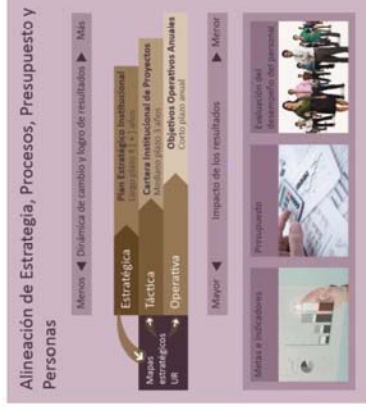 Alineación de Estrategia, Procesos, Presupuesto y
Personas
Menos ◄ Dinámica de cambio y logro de resultados ► Más
Estratégica
Plan Estratégico Institucional
Largo plazo
años
Mapas
estratégicos
UR
Táctica
Cartera Institucional de Proyectos
Mediano plazo 3 años
Operativa
Objetivos Operativos Anuales
Corto plazo anual
Mayor ◄ Impacto de los resultados ► Menor
Metas e indicadores
Presupuesto
Evaluación del
desempeño del personal